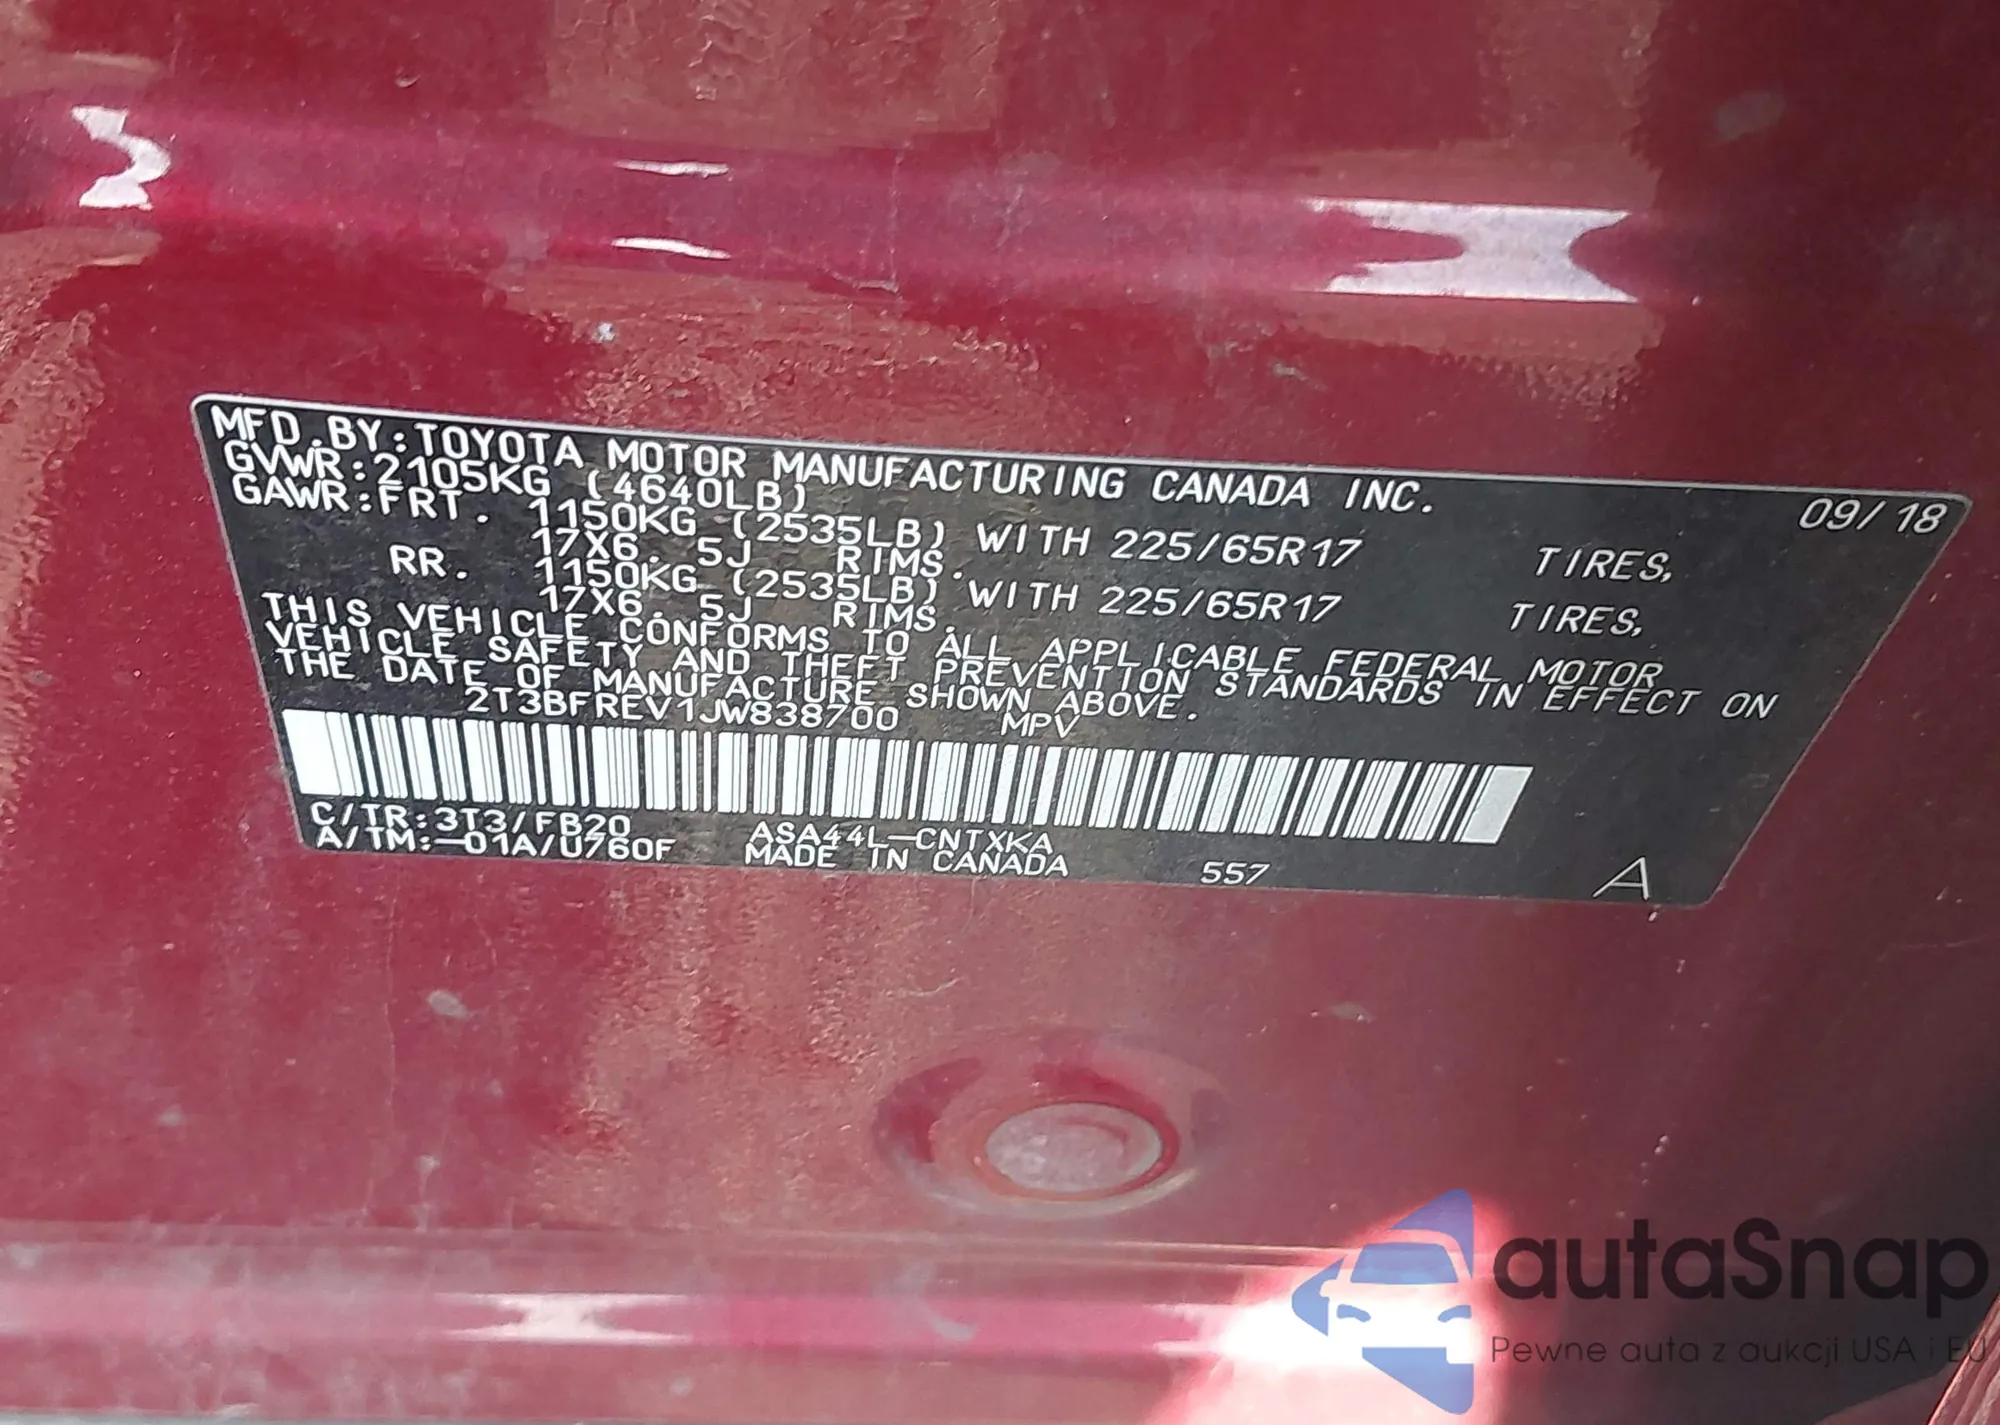 MFD.BY:TOYOTA MOTOR MANUFACTURING CANADA INC. 09/18
GVWR:2105KG (4640LB)
GAWR:FRT. 1150KG (2535LB) WITH 225/65R17 TIRES,
17X6.5J RIMS.
RR. 1150KG (2535LB) WITH 225/65R17 TIRES,
17X6.5J RIMS.
THIS VEHICLE CONFORMS TO ALL APPLICABLE FEDERAL MOTOR
VEHICLE SAFETY AND THEFT PREVENTION STANDARDS IN EFFECT ON
THE DATE OF MANUFACTURE SHOWN ABOVE.
2T3BFREV1JW838700 MPV
C/TR:3T3/FB20 ASA44L-CNTXKA
A/TM:-01A/U760F MADE IN CANADA 557 A
autaSnap
Pewne auta z aukcji USA i EU